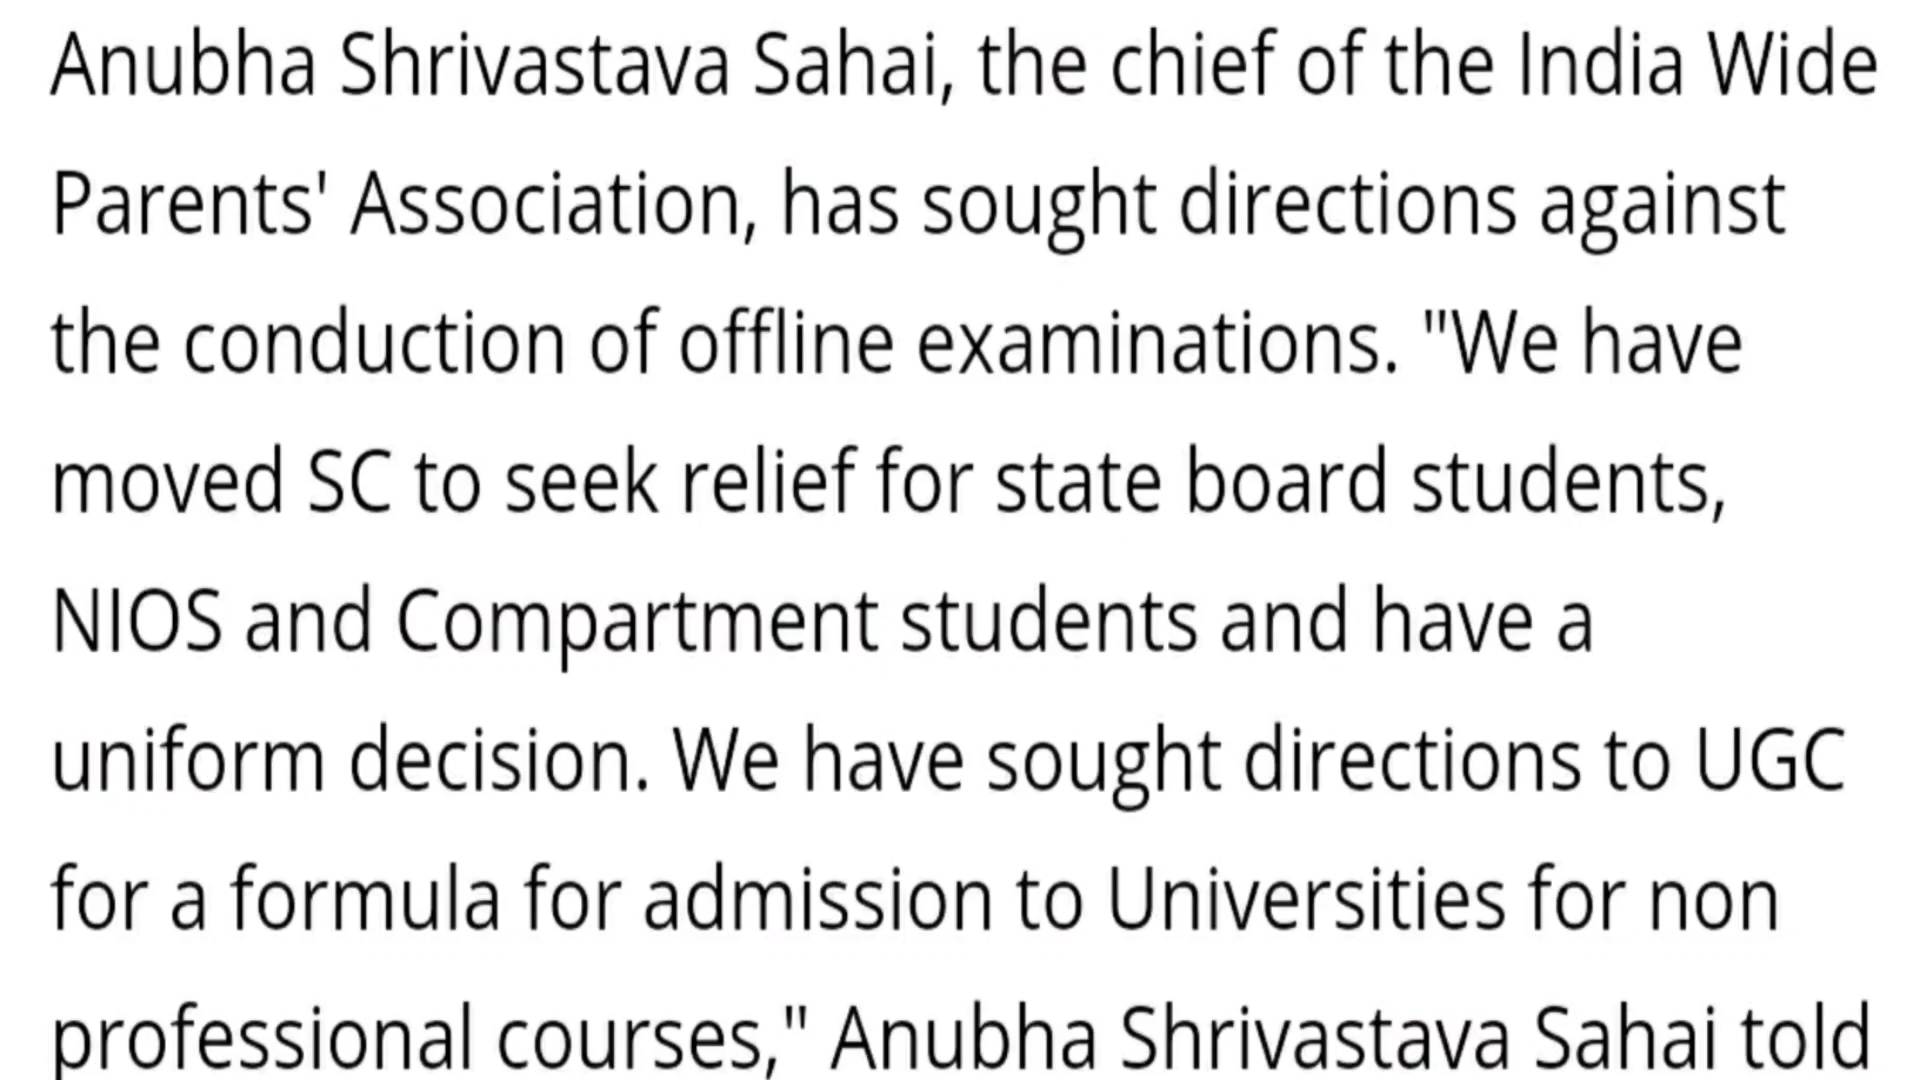 Anubha Shrivastava Sahai, the chief of the India Wide
Parents' Association, has sought directions against
the conduction of offline examinations. "We have
moved SC to seek relief for state board students,
NIOS and Compartment students and have a
uniform decision. We have sought directions to UGC
for a formula for admission to Universities for non
professional courses," Anubha Shrivastava Sahai told